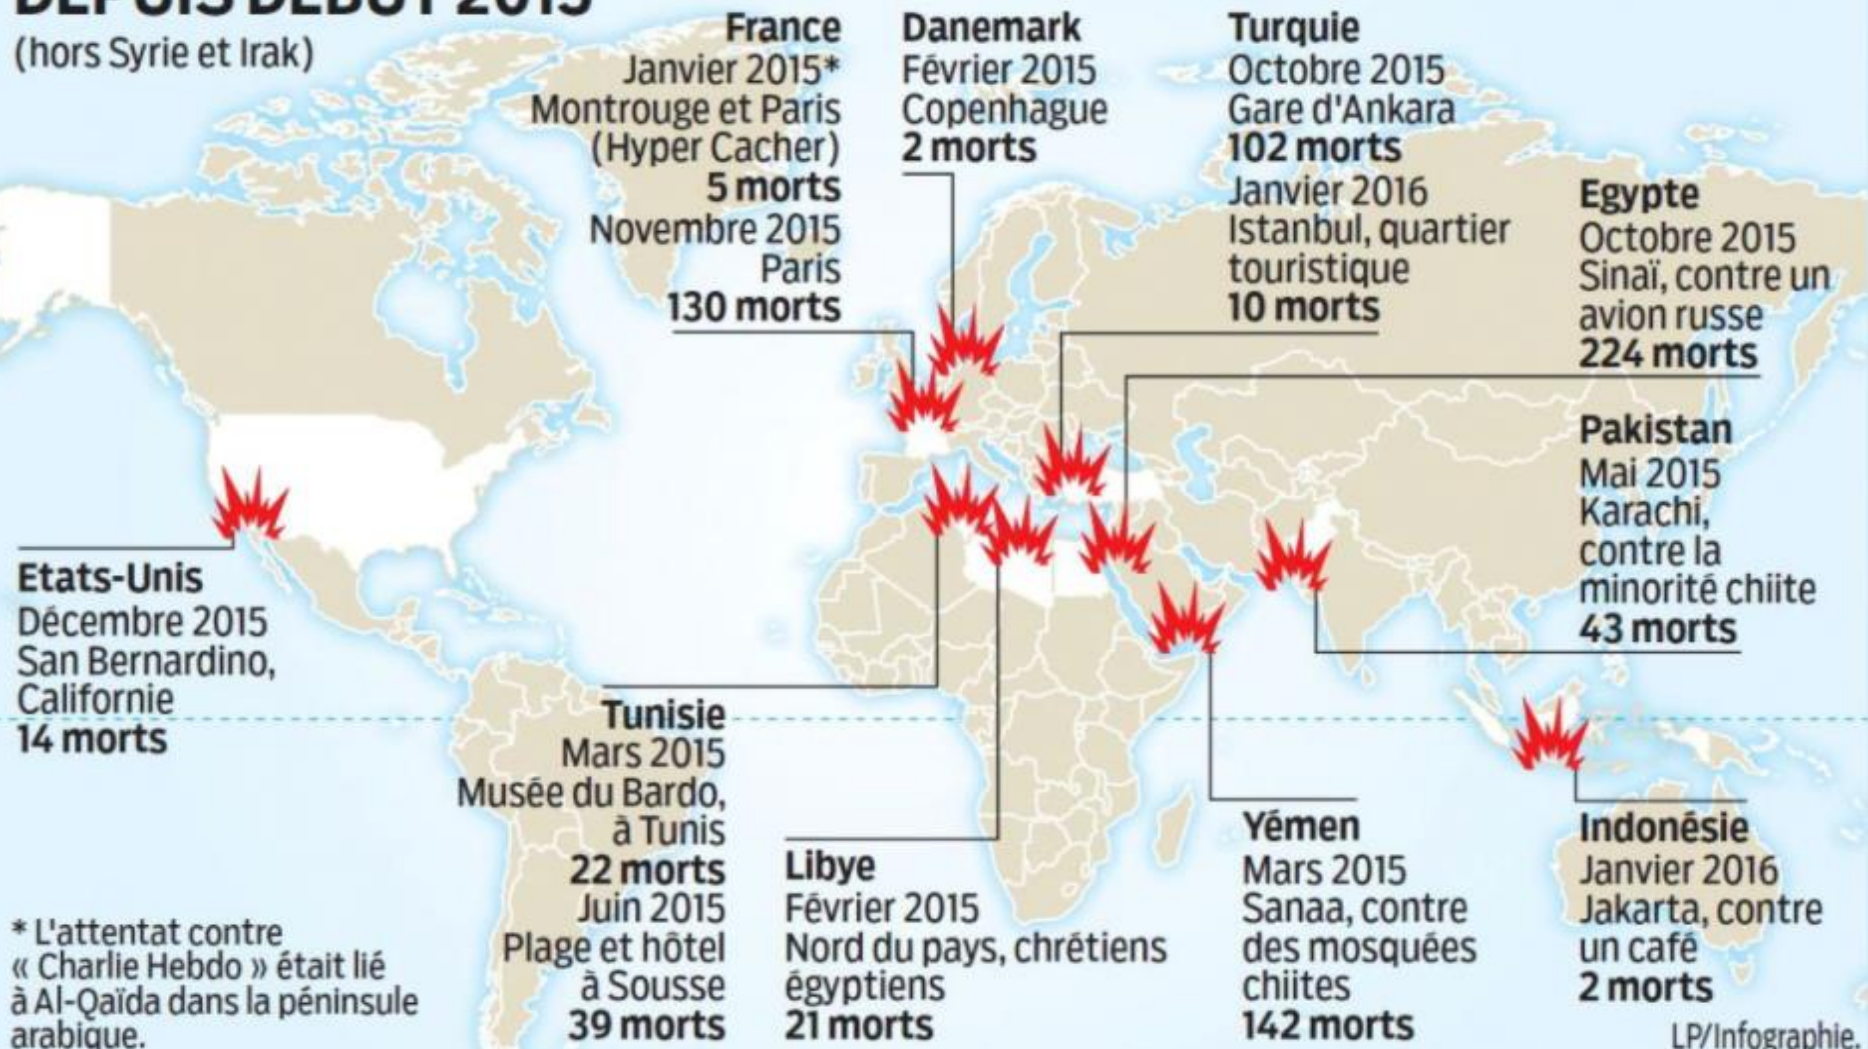 DEPUIS DÉBUT 2015
(hors Syrie et Irak)
France
Janvier 2015*
Montrouge et Paris
(Hyper Cacher)
5 morts
Novembre 2015
Paris
130 morts
Danemark
Février 2015
Copenhague
2 morts
Turquie
Octobre 2015
Gare d'Ankara
102 morts
Janvier 2016
Istanbul, quartier
touristique
10 morts
Egypte
Octobre 2015
Sinaï, contre un
avion russe
224 morts
Pakistan
Mai 2015
Karachi,
contre la
minorité chiite
43 morts
Etats-Unis
Décembre 2015
San Bernardino,
Californie
14 morts
Tunisie
Mars 2015
Musée du Bardo,
à Tunis
22 morts
Juin 2015
Plage et hôtel
à Sousse
39 morts
Libye
Février 2015
Nord du pays, chrétiens
égyptiens
21 morts
Yémen
Mars 2015
Sanaa, contre
des mosquées
chiites
142 morts
Indonésie
Janvier 2016
Jakarta, contre
un café
2 morts
* L'attentat contre
« Charlie Hebdo » était lié
à Al-Qaïda dans la péninsule
arabique.
LP/Infographie.